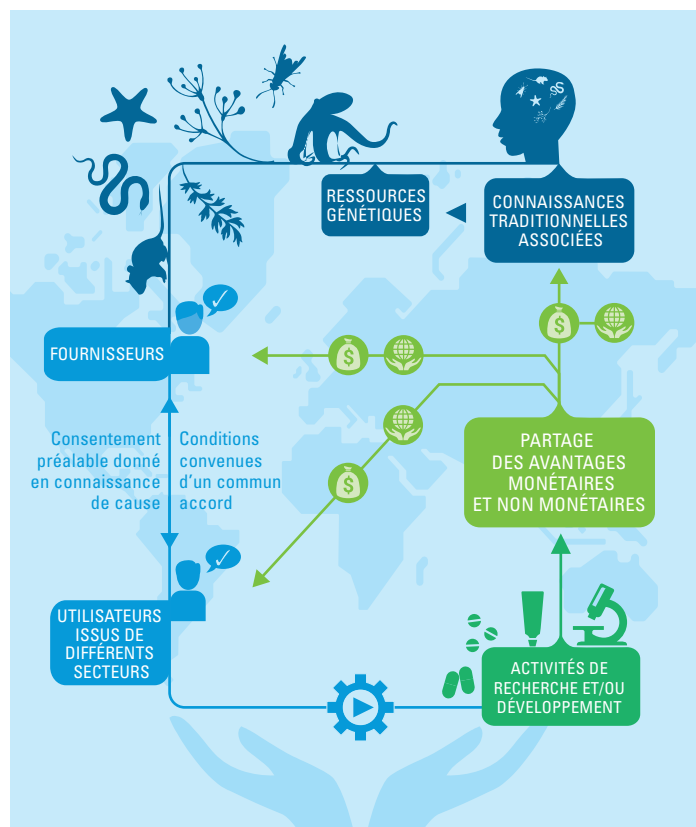 RESSOURCES
GÉNÉTIQUES
CONNAISSANCES
TRADITIONNELLES
ASSOCIÉES
FOURNISSEURS
$
$
$
Consentement
préalable donné
en connaissance
de cause
Conditions
convenues
d'un commun
accord
PARTAGE
DES AVANTAGES
MONÉTAIRES
ET NON MONÉTAIRES
UTILISATEURS
ISSUS DE
DIFFÉRENTS
SECTEURS
ACTIVITÉS DE
RECHERCHE ET/OU
DÉVELOPPEMENT